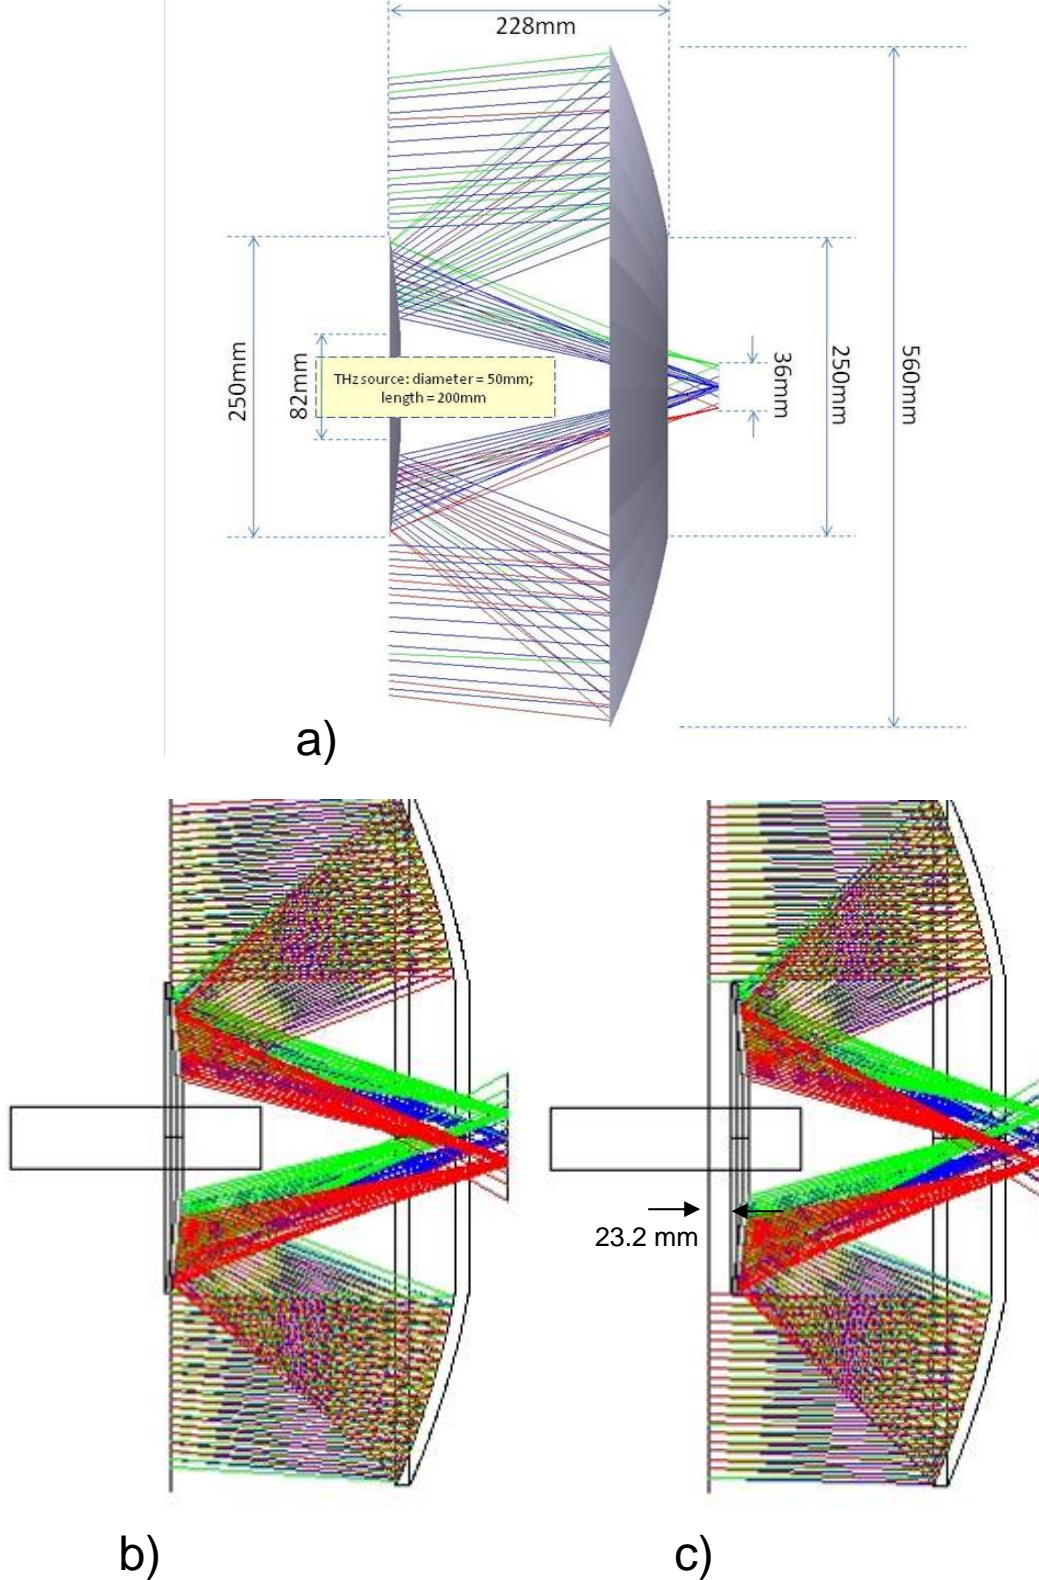 228mm
250mm
82mm
THz source: diameter = 50mm;
length = 200mm
36mm
250mm
560mm
a)
23.2 mm
b)
c)